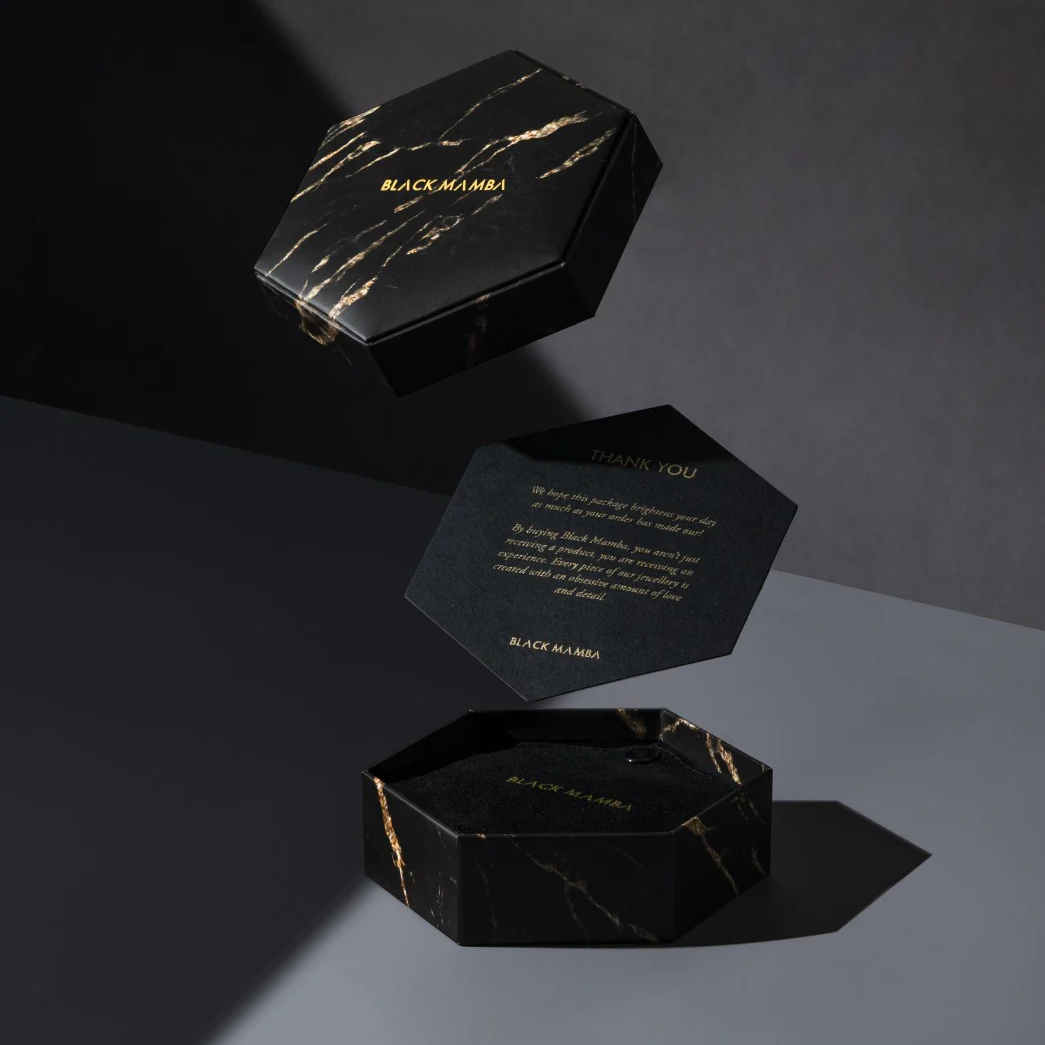 BLACK MAMBA
THANK YOU
We hope this package brightens your day
as much as your order has made our!
By buying Black Mamba, you aren't just
receiving a product, you are receiving an
experience. Every piece of our jewellery is
created with an obsessive amount of love
and detail.
BLACK MAMBA
BLACK MAMBA